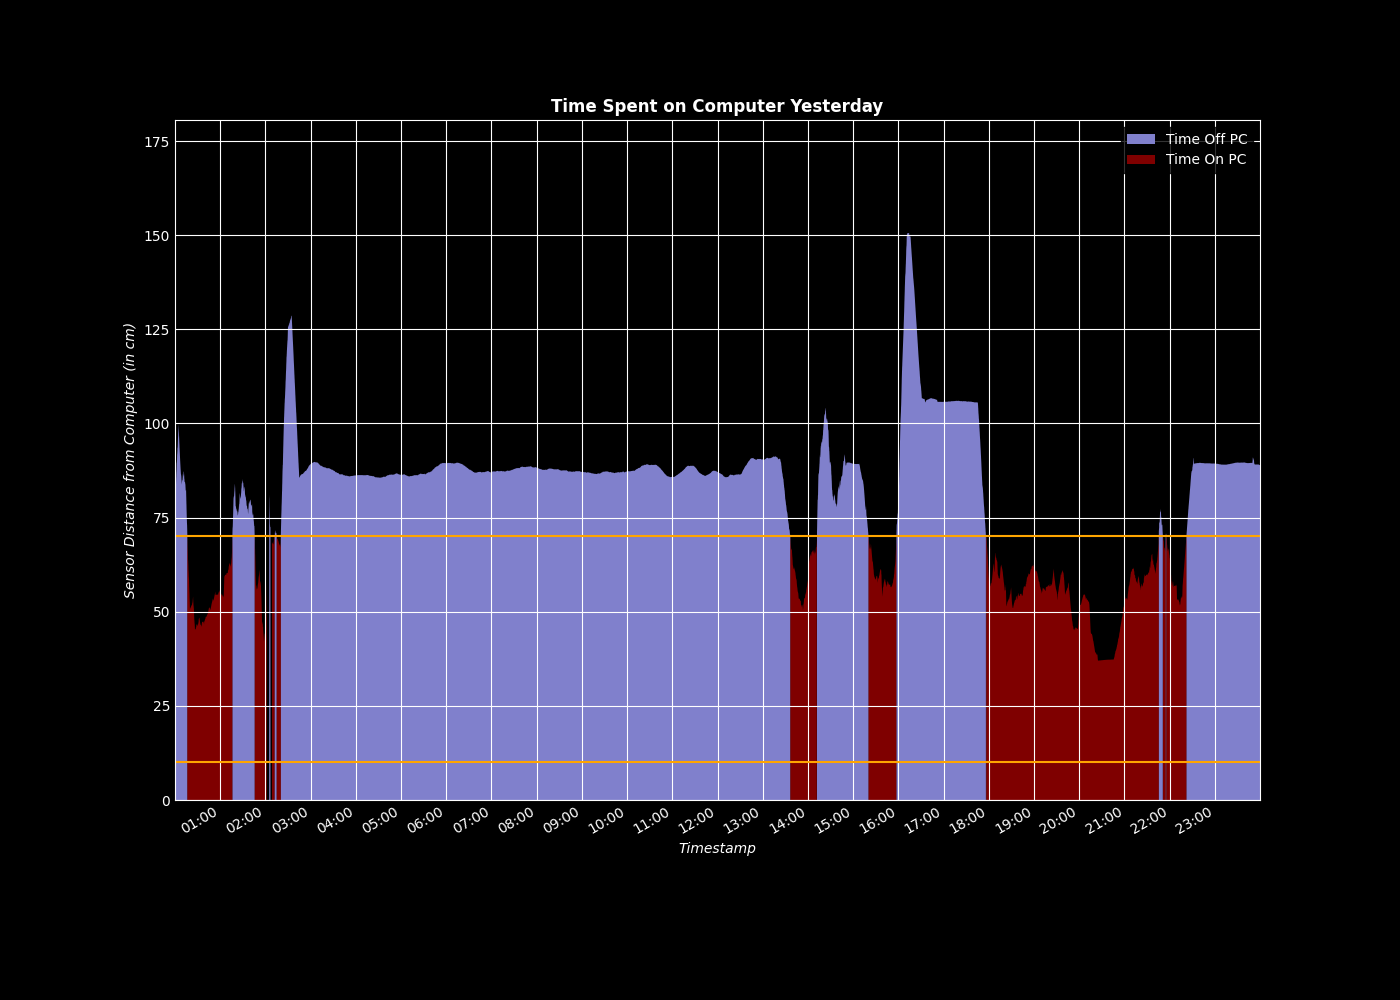 Time Spent on Computer Yesterday
Time Off PC
Time On PC
Sensor Distance from Computer (in cm)
175
150
125
100
75
50
25
0
01:00 02:00 03:00 04:00 05:00 06:00 07:00 08:00 09:00 10:00 11:00 12:00 13:00 14:00 15:00 16:00 17:00 18:00 19:00 20:00 21:00 22:00 23:00
Timestamp